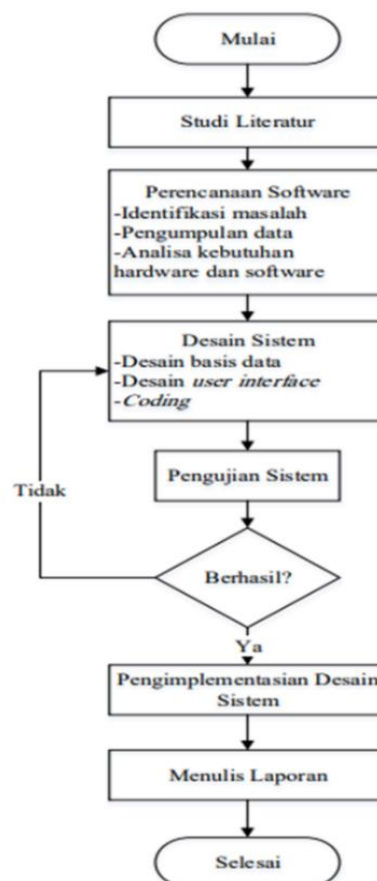 Mulai
Studi Literatur
Perencanaan Software
-Identifikasi masalah
-Pengumpulan data
-Analisa kebutuhan
hardware dan software
Desain Sistem
-Desain basis data
-Desain user interface
-Coding
Pengujian Sistem
Tidak
Berhasil?
Ya
Pengimplementasian Desain
Sistem
Menulis Laporan
Selesai